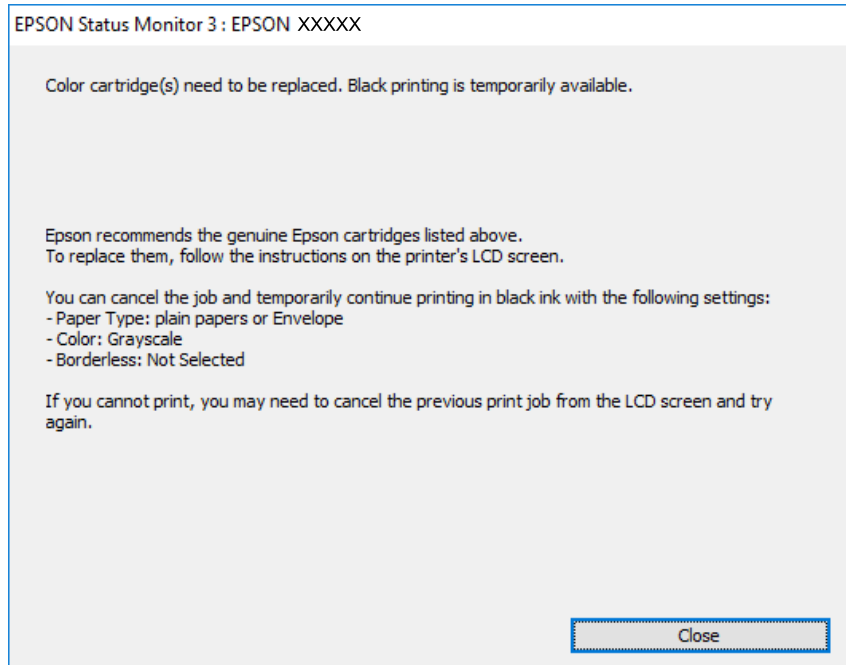 EPSON Status Monitor 3 : EPSON XXXXX
Color cartridge(s) need to be replaced. Black printing is temporarily available.
Epson recommends the genuine Epson cartridges listed above.
To replace them, follow the instructions on the printer's LCD screen.
You can cancel the job and temporarily continue printing in black ink with the following settings:
- Paper Type: plain papers or Envelope
- Color: Grayscale
- Borderless: Not Selected
If you cannot print, you may need to cancel the previous print job from the LCD screen and try
again.
Close